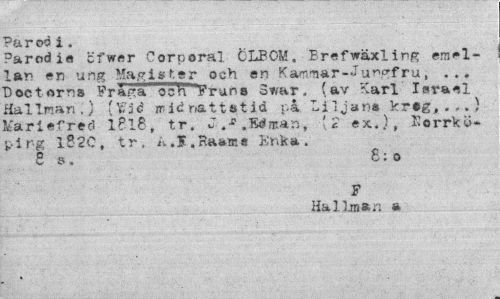 Parodi.
Parodie öfwer Corporal ÖLBOM. Brefwäxling emel-
lan en ung Magister och en Kammar-Jungfru, ...
Doctorns Fråga och Fruns Swar. (av Karl Israel
Hallman.) (Wid midnattstid på Liljans krog,...)
Mariefred 1818, tr. J.F.Edman, (2 ex.), Norrkö-
ping 1820, tr. A.F.Raams Enka.
8 s. 8:o
F
Hallman a